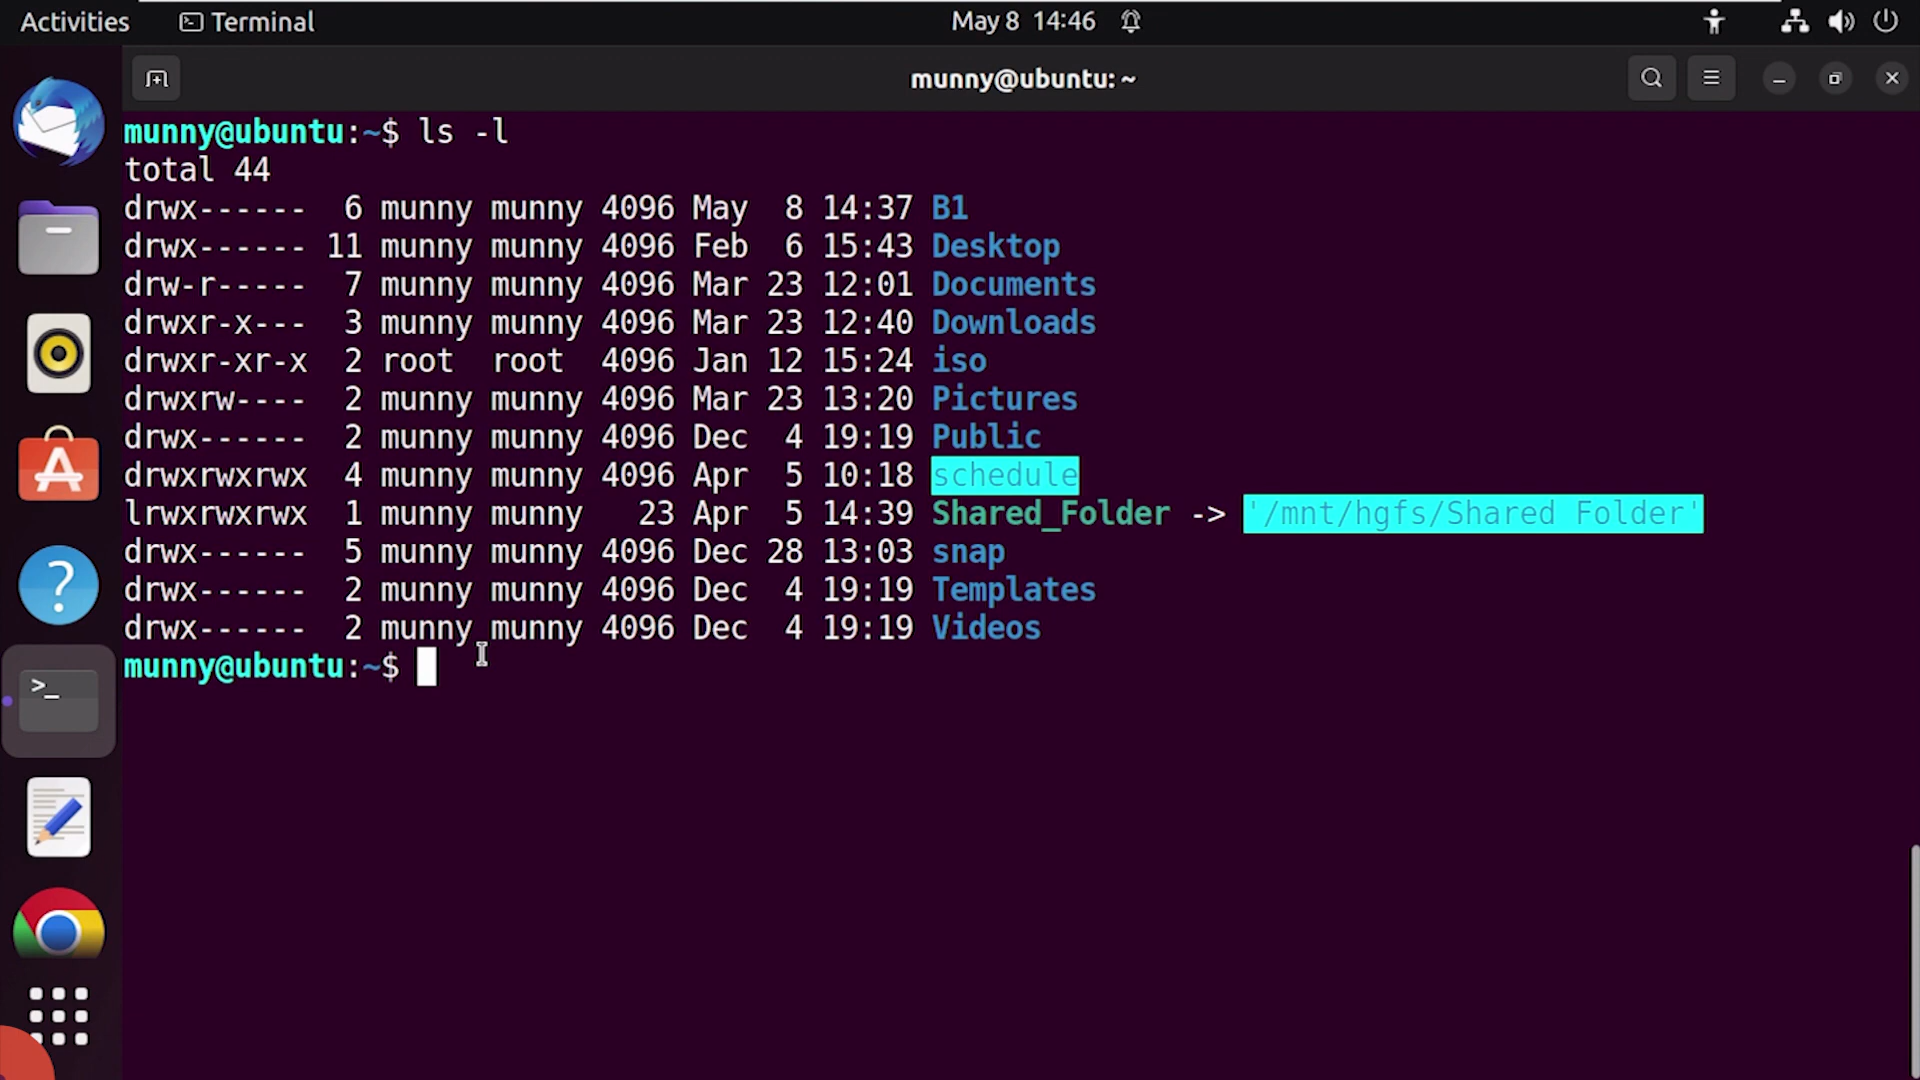 Activities Terminal May 8 14:46
munny@ubuntu: ~
munny@ubuntu:~$ ls -l
total 44
drwx------  6 munny munny 4096 May  8 14:37 B1
drwx------ 11 munny munny 4096 Feb  6 15:43 Desktop
drw-r-----  7 munny munny 4096 Mar 23 12:01 Documents
drwxr-x---  3 munny munny 4096 Mar 23 12:40 Downloads
drwxr-xr-x  2 root  root  4096 Jan 12 15:24 iso
drwxrw----  2 munny munny 4096 Mar 23 13:20 Pictures
drwx------  2 munny munny 4096 Dec  4 19:19 Public
drwxrwxrwx  4 munny munny 4096 Apr  5 10:18 schedule
lrwxrwxrwx  1 munny munny   23 Apr  5 14:39 Shared_Folder -> '/mnt/hgfs/Shared Folder'
drwx------  5 munny munny 4096 Dec 28 13:03 snap
drwx------  2 munny munny 4096 Dec  4 19:19 Templates
drwx------  2 munny munny 4096 Dec  4 19:19 Videos
munny@ubuntu:~$